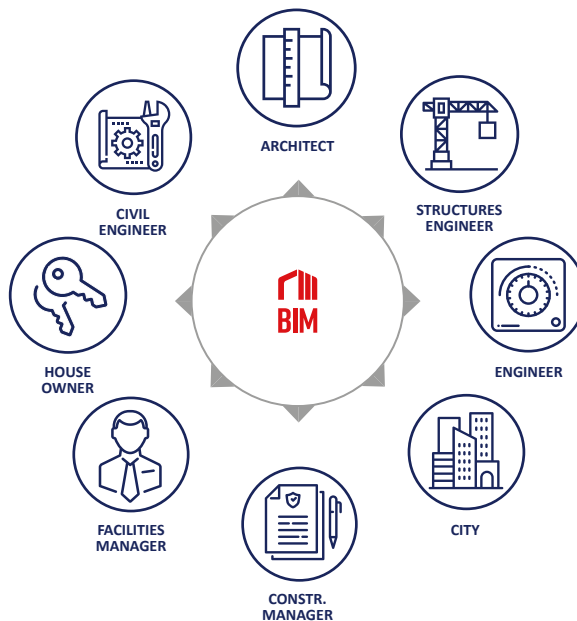 ARCHITECT
STRUCTURES
ENGINEER
ENGINEER
CITY
CONSTR.
MANAGER
FACILITIES
MANAGER
HOUSE
OWNER
CIVIL
ENGINEER
BIM